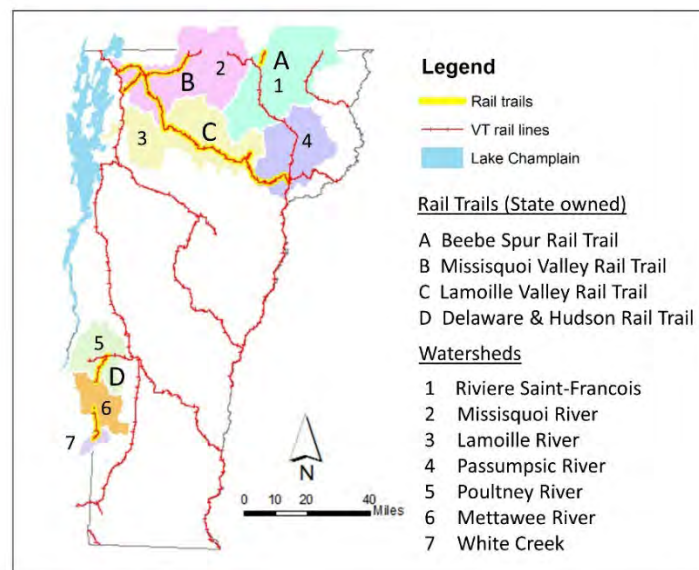 A
1
2
B
3
C
4
5
D
6
7
N
0 10 20 40
Miles
Legend
Rail trails
VT rail lines
Lake Champlain
Rail Trails (State owned)
A Beebe Spur Rail Trail
B Missisquoi Valley Rail Trail
C Lamoille Valley Rail Trail
D Delaware & Hudson Rail Trail
Watersheds
1 Riviere Saint-Francois
2 Missisquoi River
3 Lamoille River
4 Passumpsic River
5 Poultney River
6 Mettawee River
7 White Creek